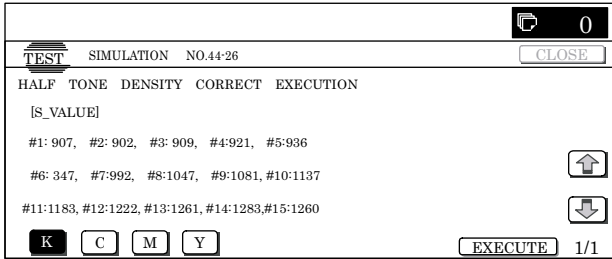 0
TEST SIMULATION NO.44-26 CLOSE
HALF TONE DENSITY CORRECT EXECUTION
[S_VALUE]
#1: 907, #2: 902, #3: 909, #4:921, #5:936
#6: 347, #7:992, #8:1047, #9:1081, #10:1137
#11:1183, #12:1222, #13:1261, #14:1283,#15:1260
K C M Y EXECUTE 1/1